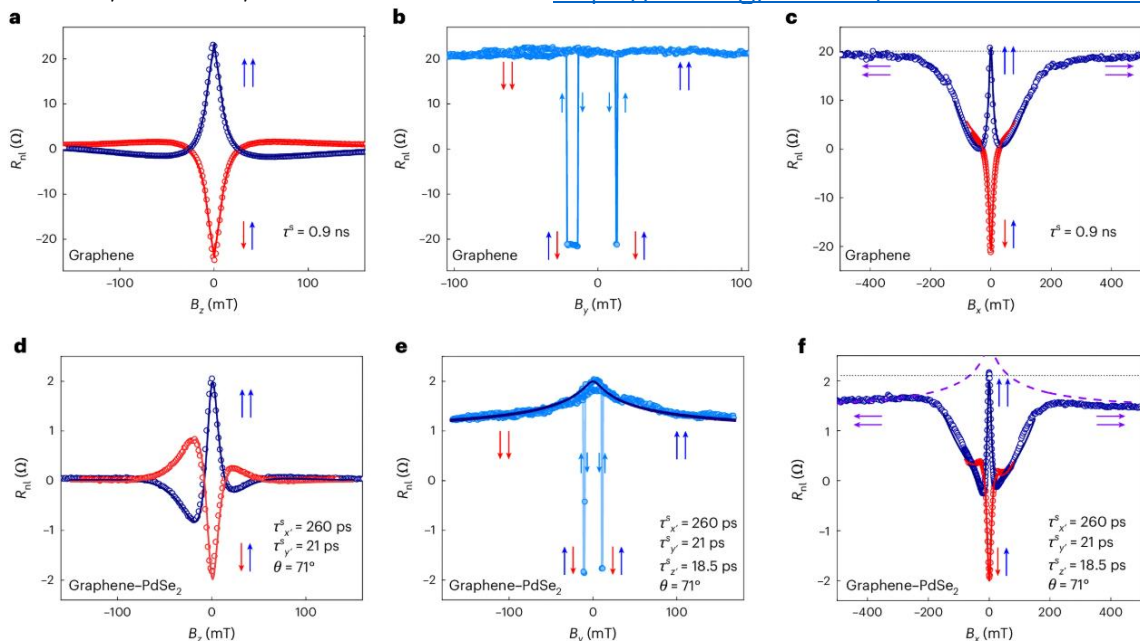 a
b
c
20
10
0
−10
−20
Rnl (Ω)
τˢ = 0.9 ns
Graphene
−100
0
100
Bz (mT)
20
10
0
−10
20
Rnl (Ω)
Graphene
−100
0
100
By (mT)
20
10
0
−10
−20
Rnl (Ω)
τˢ = 0.9 ns
Graphene
−400
−200
0
200
400
Bx (mT)
d
e
f
2
1
0
−1
−2
Rnl (Ω)
τˢx′ = 260 ps
τˢy′ = 21 ps
θ = 71°
Graphene–PdSe₂
−100
0
100
Bz (mT)
2
1
0
−1
−2
Rnl (Ω)
τˢx′ = 260 ps
τˢy′ = 21 ps
τˢz′ = 18.5 ps
θ = 71°
Graphene–PdSe₂
−100
0
100
By (mT)
2
1
0
−1
−2
Rnl (Ω)
τˢx′ = 260 ps
τˢy′ = 21 ps
τˢz′ = 18.5 ps
θ = 71°
Graphene–PdSe₂
−400
−200
0
200
400
Bx (mT)